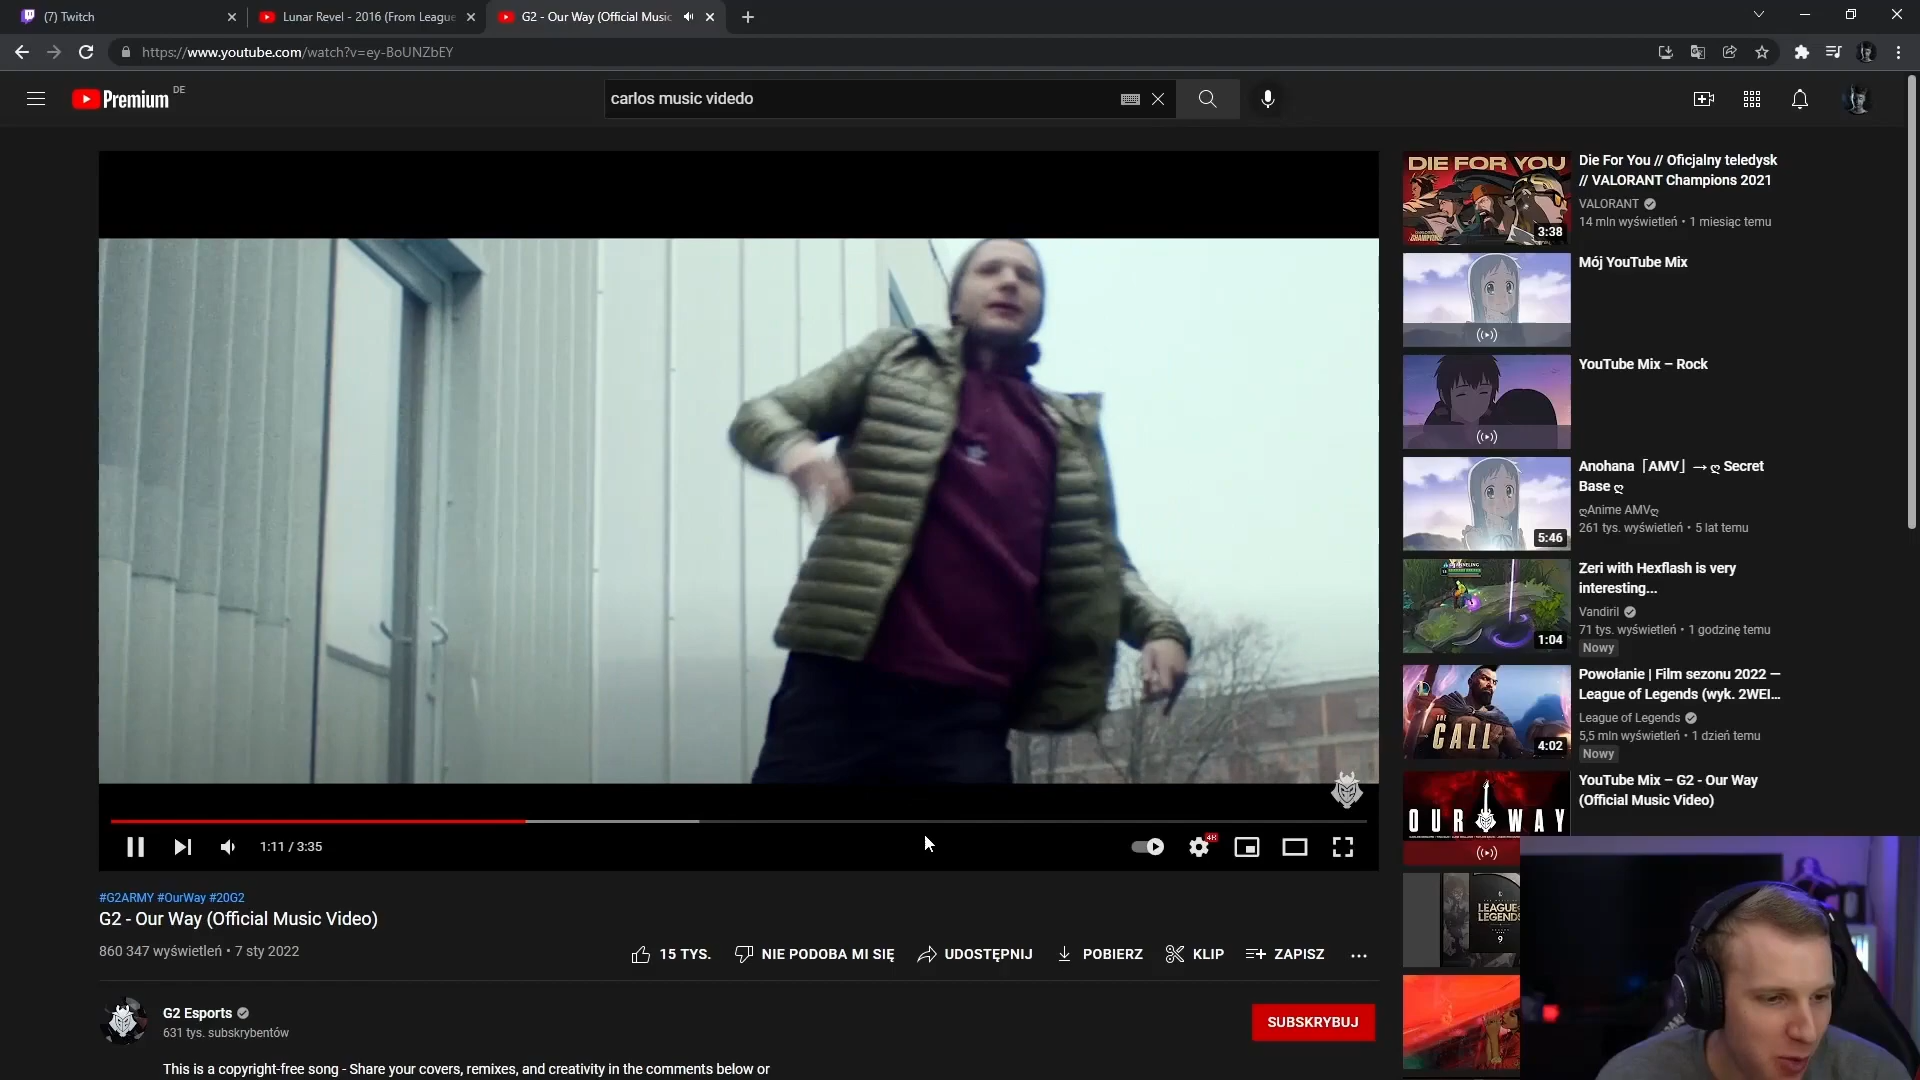 (7) Twitch
Lunar Revel - 2016 (From League
G2 - Our Way (Official Music
https://www.youtube.com/watch?v=ey-BoUNZbEY
Premium DE
carlos music videdo
DIE FOR YOU
3:38
Die For You // Oficjalny teledysk
// VALORANT Champions 2021
VALORANT
14 mln wyświetleń • 1 miesiąc temu
Mój YouTube Mix
YouTube Mix – Rock
5:46
Anohana「AMV」→ღ Secret
Base ღ
ღAnime AMVღ
261 tys. wyświetleń • 5 lat temu
1:04
Zeri with Hexflash is very
interesting...
Vandiril
71 tys. wyświetleń • 1 godzinę temu
Nowy
THE
CALL
4:02
Powołanie | Film sezonu 2022 —
League of Legends (wyk. 2WEI...
League of Legends
5,5 mln wyświetleń • 1 dzień temu
Nowy
OUR WAY
YouTube Mix – G2 - Our Way
(Official Music Video)
LEAGUE
LEGENDS
9
1:11 / 3:35
4K
#G2ARMY #OurWay #20G2
G2 - Our Way (Official Music Video)
860 347 wyświetleń • 7 sty 2022
15 TYS.
NIE PODOBA MI SIĘ
UDOSTĘPNIJ
POBIERZ
KLIP
ZAPISZ
G2 Esports
631 tys. subskrybentów
SUBSKRYBUJ
This is a copyright-free song - Share your covers, remixes, and creativity in the comments below or